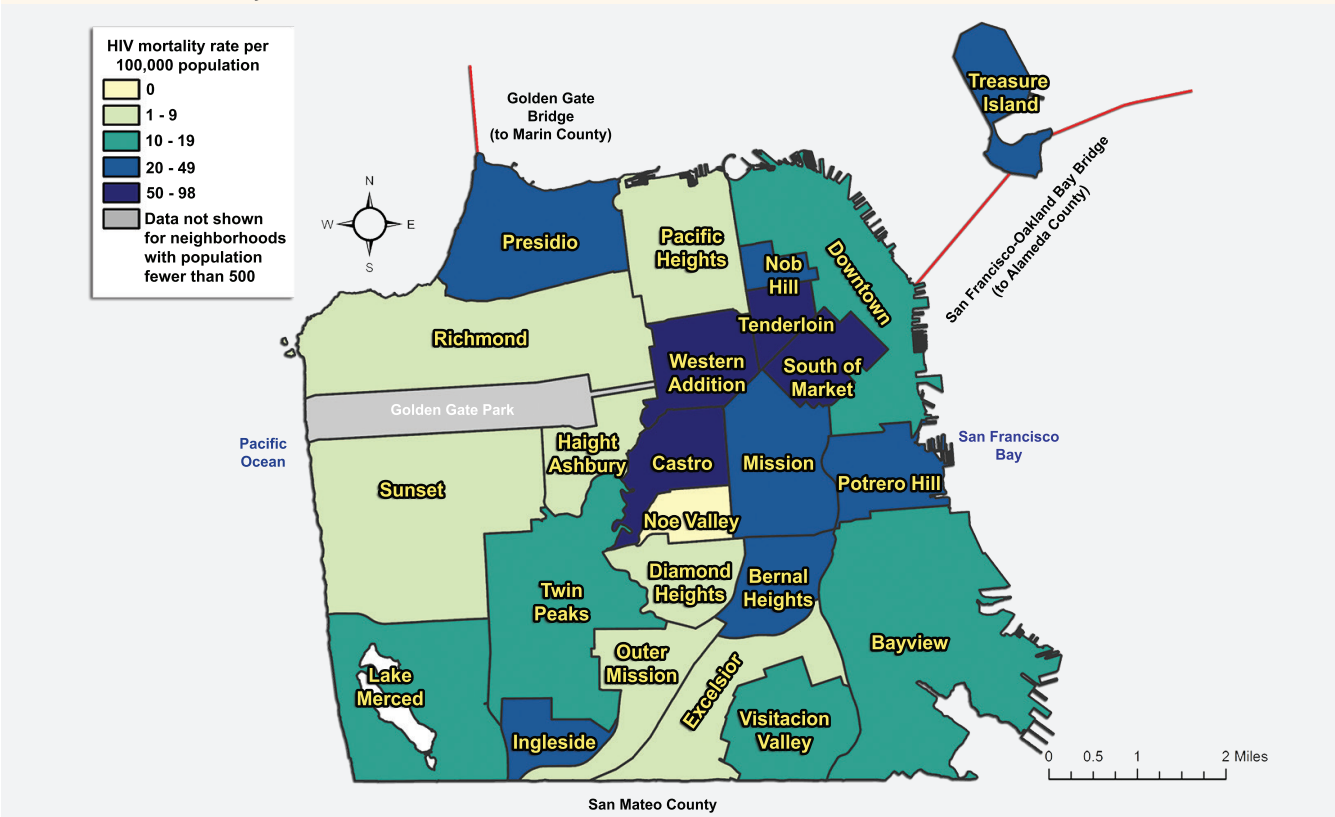 HIV mortality rate per
100,000 population
0
1 - 9
10 - 19
20 - 49
50 - 98
Data not shown
for neighborhoods
with population
fewer than 500
N
W
E
S
Golden Gate
Bridge
(to Marin County)
Treasure
Island
San Francisco-Oakland Bay Bridge
(to Alameda County)
Presidio
Pacific
Heights
Nob
Hill
Downtown
Richmond
Tenderloin
Western
Addition
South of
Market
Golden Gate Park
Pacific
Ocean
San Francisco
Bay
Haight
Ashbury
Castro
Mission
Potrero Hill
Sunset
Noe Valley
Diamond
Heights
Bernal
Heights
Twin
Peaks
Bayview
Outer
Mission
Excelsior
Lake
Merced
Ingleside
Visitacion
Valley
0
0.5
1
2 Miles
San Mateo County